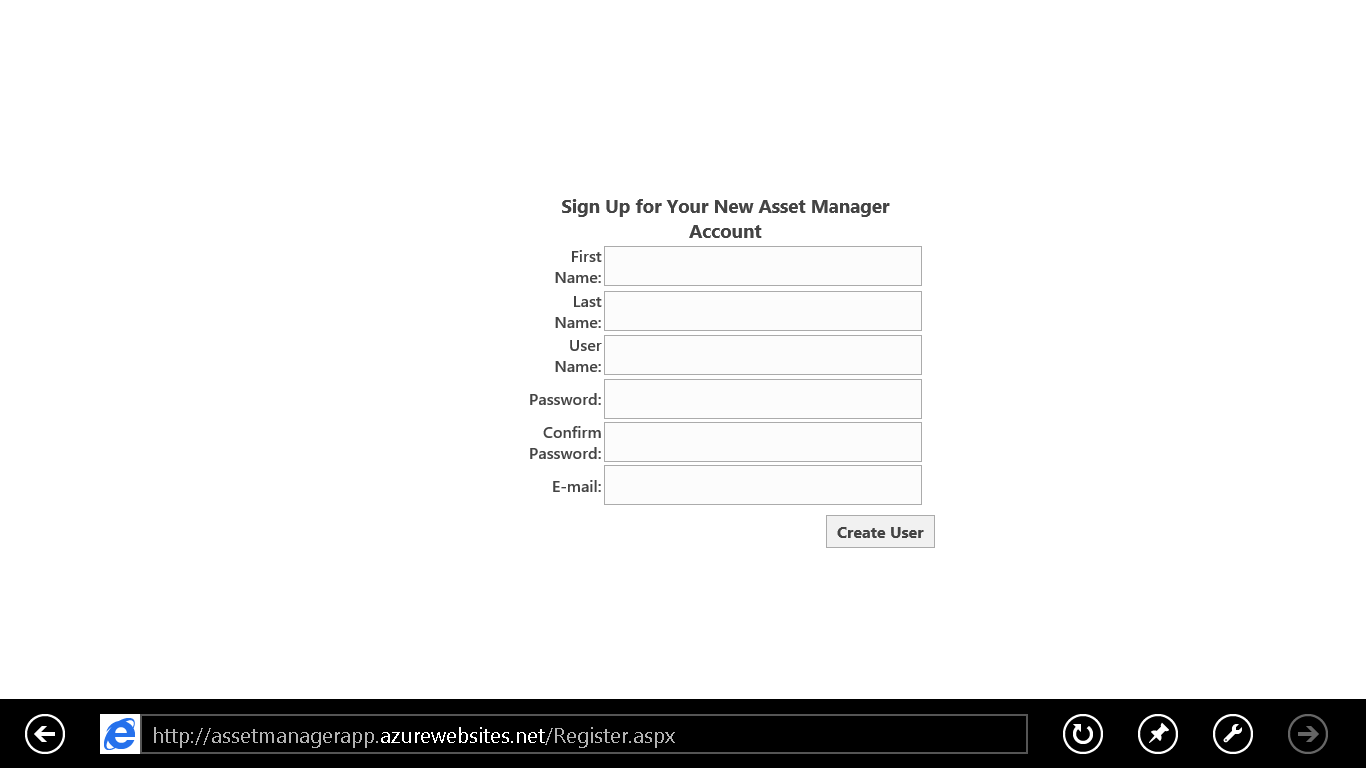 Sign Up for Your New Asset Manager
Account
First
Name:
Last
Name:
User
Name:
Password:
Confirm
Password:
E-mail:
Create User
http://assetmanagerapp.azurewebsites.net/Register.aspx